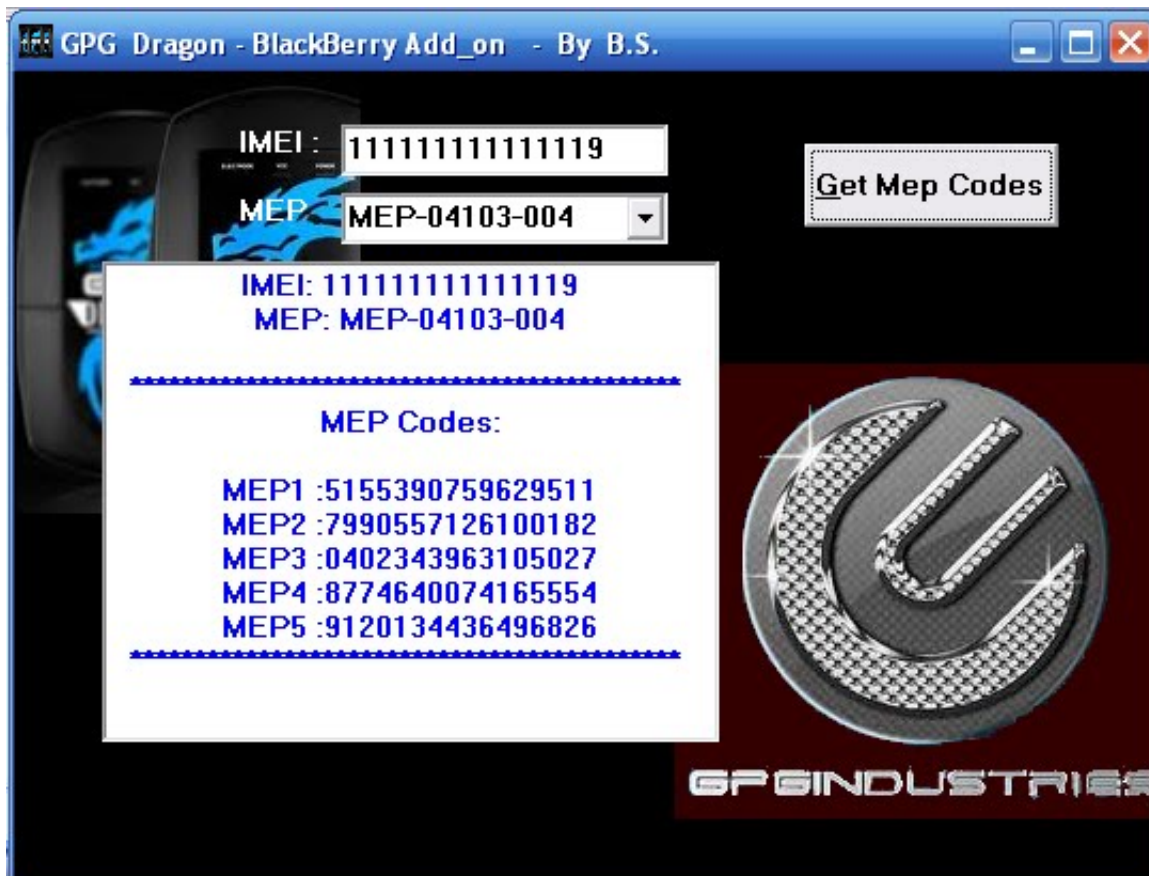 GPG Dragon - BlackBerry Add_on - By B.S.
IMEI : 111111111111119
Get Mep Codes
MEP MEP-04103-004
IMEI: 111111111111119
MEP: MEP-04103-004
*******************************************
MEP Codes:
MEP1 :5155390759629511
MEP2 :7990557126100182
MEP3 :0402343963105027
MEP4 :8774640074165554
MEP5 :9120134436496826
*******************************************
GPGINDUSTRIES